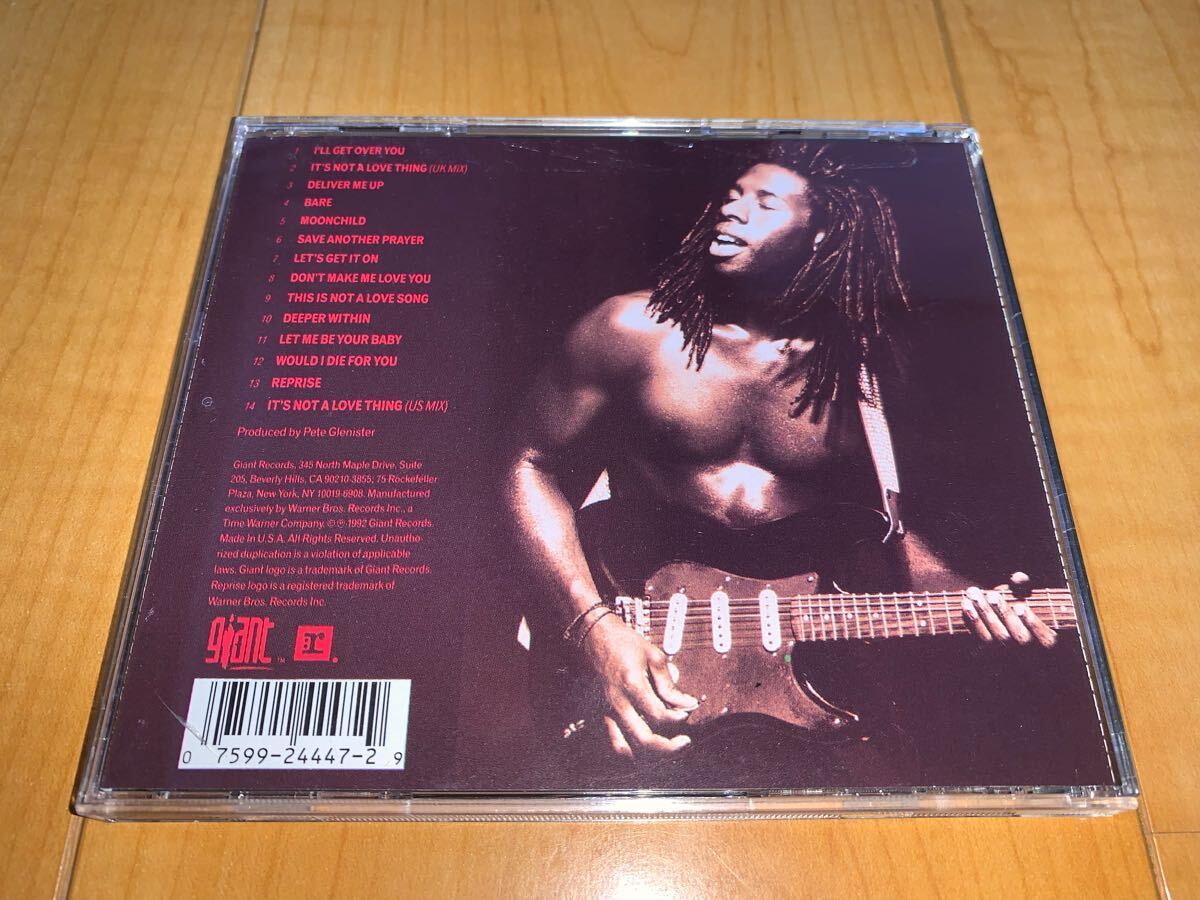 1 I'LL GET OVER YOU
2 IT'S NOT A LOVE THING (UK MIX)
3 DELIVER ME UP
4 BARE
5 MOONCHILD
6 SAVE ANOTHER PRAYER
7 LET'S GET IT ON
8 DON'T MAKE ME LOVE YOU
9 THIS IS NOT A LOVE SONG
10 DEEPER WITHIN
11 LET ME BE YOUR BABY
12 WOULD I DIE FOR YOU
13 REPRISE
14 IT'S NOT A LOVE THING (US MIX)
Produced by Pete Glenister
Giant Records, 345 North Maple Drive, Suite
205, Beverly Hills, CA 90210-3855; 75 Rockefeller
Plaza, New York, NY 10019-6908. Manufactured
exclusively by Warner Bros. Records Inc., a
Time Warner Company. © ℗ 1992 Giant Records.
Made in U.S.A. All Rights Reserved. Unautho-
rized duplication is a violation of applicable
laws. Giant logo is a trademark of Giant Records.
Reprise logo is a registered trademark of
Warner Bros. Records Inc.
giant ™ r ®
0 7599-24447-2 9